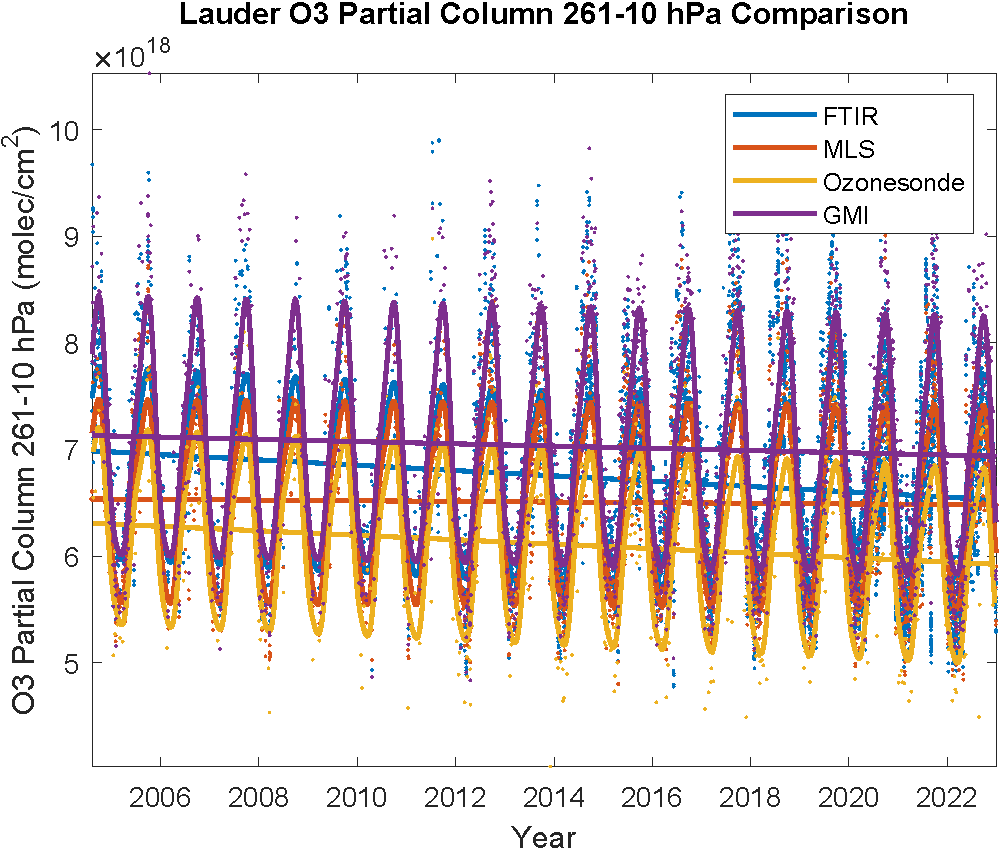 Lauder O3 Partial Column 261-10 hPa Comparison
×10^18
O3 Partial Column 261-10 hPa (molec/cm^2)
10
9
8
7
6
5
FTIR
MLS
Ozonesonde
GMI
2006 2008 2010 2012 2014 2016 2018 2020 2022
Year